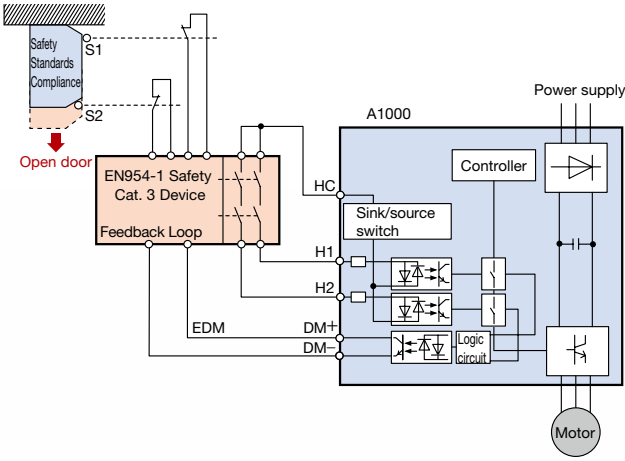 Safety
Standards
Compliance
S1
S2
Open door
EN954-1 Safety
Cat. 3 Device
Feedback Loop
EDM
HC
H1
H2
DM+
DM−
A1000
Power supply
Controller
Sink/source
switch
Logic
circuit
Motor